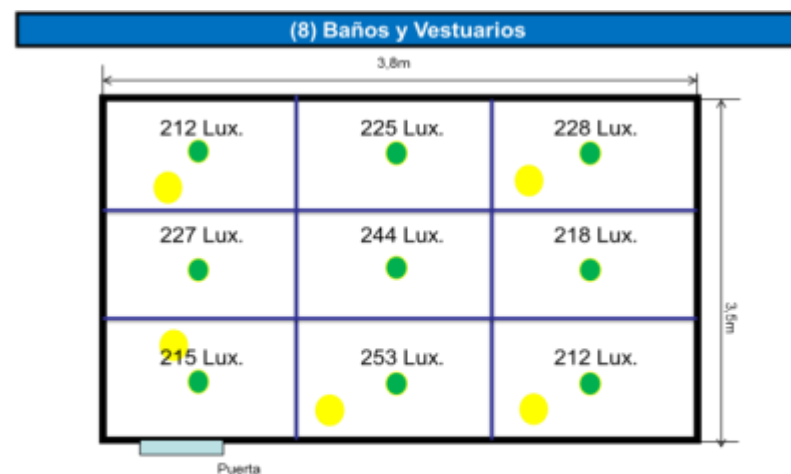 (8) Baños y Vestuarios
3,8m
212 Lux. 225 Lux. 228 Lux.
227 Lux. 244 Lux. 218 Lux.
3,5m
215 Lux. 253 Lux. 212 Lux.
Puerta